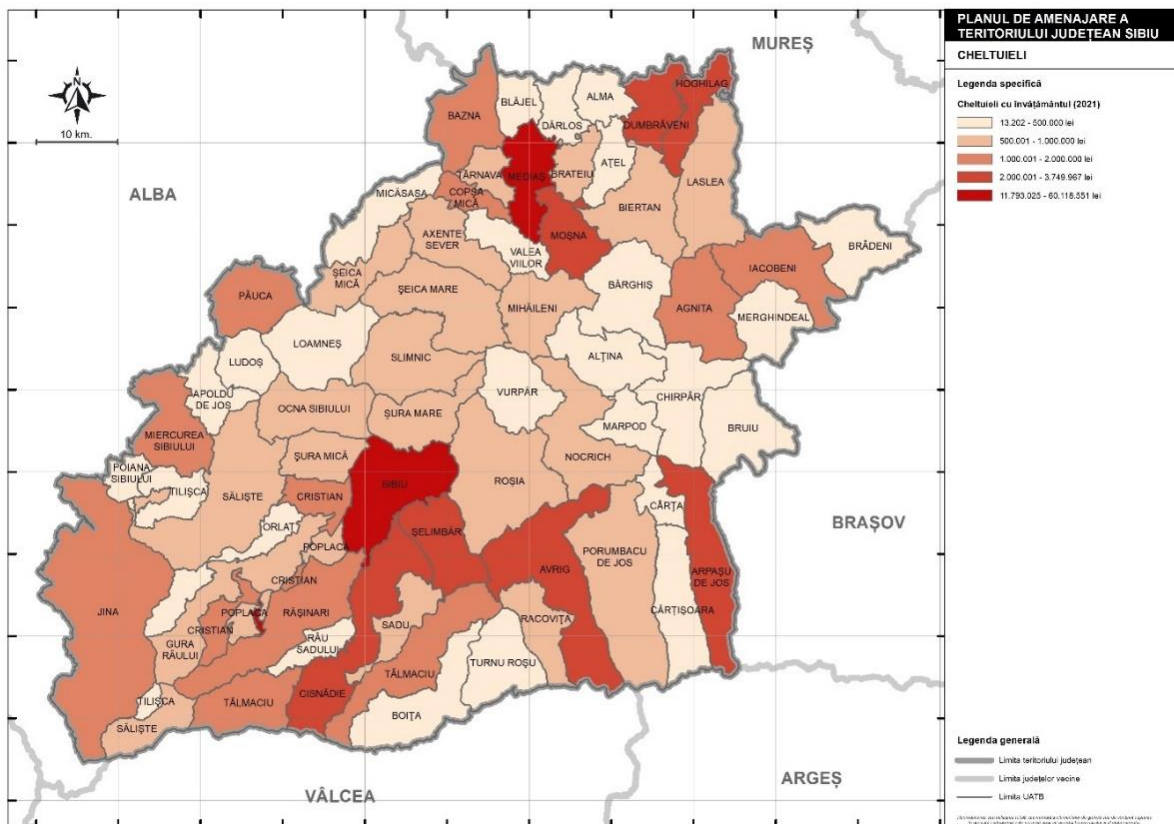 PLANUL DE AMENAJARE A
TERITORIULUI JUDEȚEAN SIBIU
CHELTUIELI
Legenda specifică
Cheltuieli cu învățământul (2021)
13.202 - 500.000 lei
500.001 - 1.000.000 lei
1.000.001 - 2.000.000 lei
2.000.001 - 3.749.967 lei
11.793.025 - 60.118.551 lei
N
10 km.
MUREȘ
ALBA
BRAȘOV
ARGEȘ
VÂLCEA
HOGHILAG
BLĂJEL
ALMA
BAZNA
DÂRLOS
DUMBRĂVENI
AȚEL
TÂRNAVA
MEDIAȘ
BRATEIU
LASLEA
MICĂSASA
COPȘA
MICĂ
BIERTAN
AXENTE
SEVER
MOȘNA
BRĂDENI
VALEA
VIILOR
ȘEICA
MICĂ
IACOBENI
BÂRGHIȘ
PĂUCA
ȘEICA MARE
MIHĂILENI
AGNITA
MERGHINDEAL
LOAMNEȘ
SLIMNIC
ALȚINA
LUDOȘ
APOLDU
DE JOS
VURPĂR
CHIRPĂR
OCNA SIBIULUI
ȘURA MARE
MARPOD
BRUIU
MIERCUREA
SIBIULUI
ȘURA MICĂ
NOCRICH
POIANA
SIBIULUI
TILIȘCA
SĂLIȘTE
CRISTIAN
SIBIU
ROȘIA
CÂRȚA
ORLAT
ȘELIMBĂR
POPLACA
PORUMBACU
DE JOS
AVRIG
ARPAȘU
DE JOS
CRISTIAN
JINA
POPLACA
RĂȘINARI
CÂRȚIȘOARA
CRISTIAN
SADU
RACOVIȚA
GURA
RÂULUI
RÂU
SADULUI
TURNU ROȘU
TĂLMACIU
CISNĂDIE
TILIȘCA
TĂLMACIU
BOIȚA
SĂLIȘTE
Legenda generală
Limita teritoriului județean
Limita județelor vecine
Limita UATB